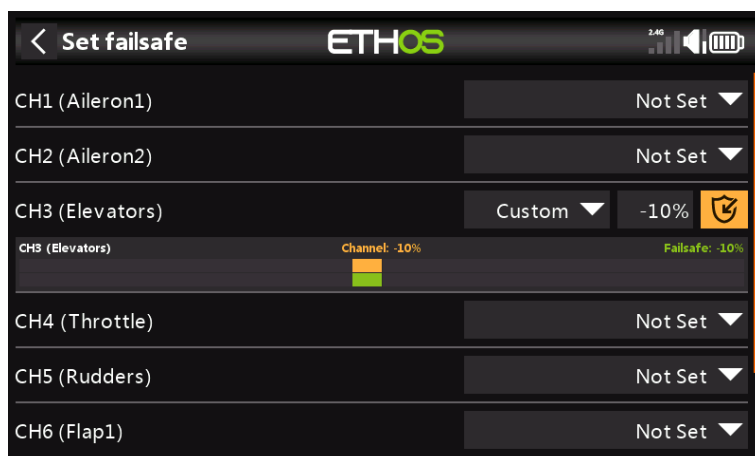 Set failsafe ETHOS 2.4G
CH1 (Aileron1) Not Set
CH2 (Aileron2) Not Set
CH3 (Elevators) Custom -10%
CH3 (Elevators) Channel: -10% Failsafe: -10%
CH4 (Throttle) Not Set
CH5 (Rudders) Not Set
CH6 (Flap1) Not Set